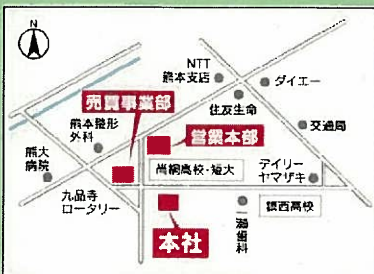 N
NTT
熊本支店
ダイエー
売買事業部
住友生命
熊本整形
外科
営業本部
交通局
熊大
病院
尚絅高校・短大
デイリー
ヤマザキ
九品寺
ロータリー
鎮西高校
本社
歯科